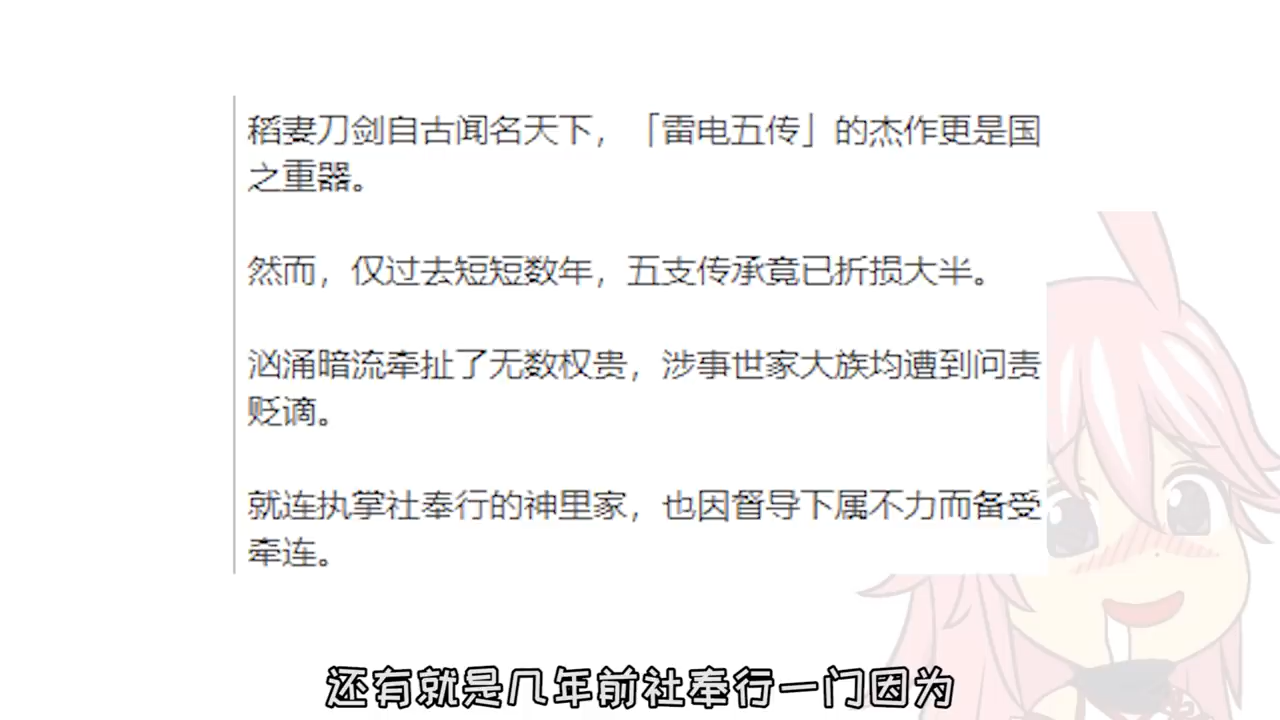 稻妻刀剑自古闻名天下，「雷电五传」的杰作更是国
之重器。
然而，仅过去短短数年，五支传承竟已折损大半。
汹涌暗流牵扯了无数权贵，涉事世家大族均遭到问责
贬谪。
就连执掌社奉行的神里家，也因督导下属不力而备受
牵连。
还有就是几年前社奉行一门因为